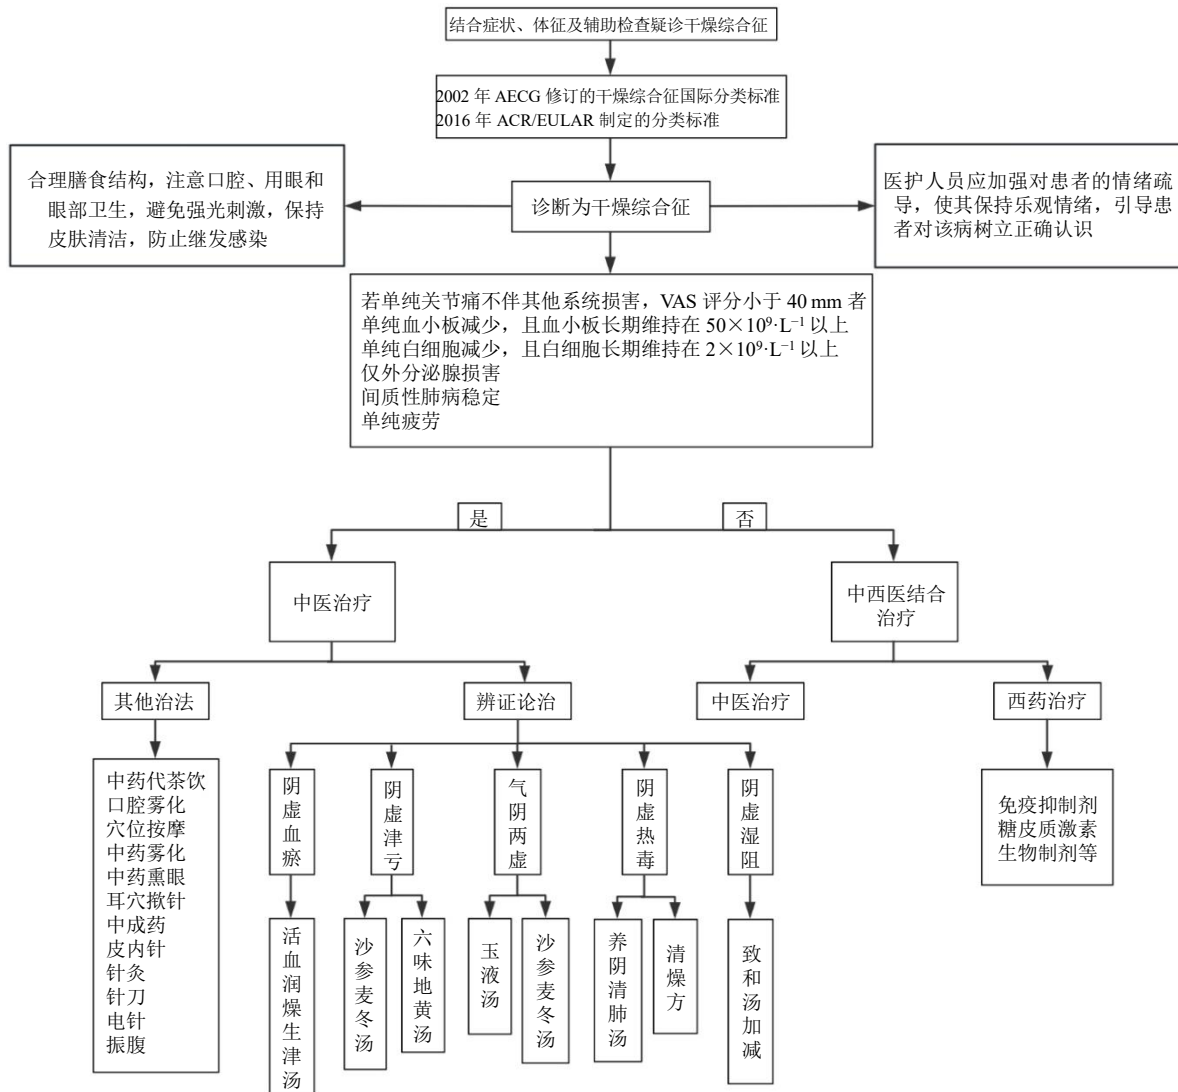 结合症状、体征及辅助检查疑诊干燥综合征
2002 年 AECG 修订的干燥综合征国际分类标准
2016 年 ACR/EULAR 制定的分类标准
合理膳食结构，注意口腔、用眼和
眼部卫生，避免强光刺激，保持
皮肤清洁，防止继发感染
诊断为干燥综合征
医护人员应加强对患者的情绪疏
导，使其保持乐观情绪，引导患
者对该病树立正确认识
若单纯关节痛不伴其他系统损害，VAS 评分小于 40 mm 者
单纯血小板减少，且血小板长期维持在 50×10⁹·L⁻¹ 以上
单纯白细胞减少，且白细胞长期维持在 2×10⁹·L⁻¹ 以上
仅外分泌腺损害
间质性肺病稳定
单纯疲劳
是
否
中医治疗
中西医结合
治疗
其他治法
辨证论治
中医治疗
西药治疗
中药代茶饮
口腔雾化
穴位按摩
中药雾化
中药熏眼
耳穴揿针
中成药
皮内针
针灸
针刀
电针
振腹
阴虚血瘀
阴虚津亏
气阴两虚
阴虚热毒
阴虚湿阻
免疫抑制剂
糖皮质激素
生物制剂等
活血润燥生津汤
沙参麦冬汤
六味地黄汤
玉液汤
沙参麦冬汤
养阴清肺汤
清燥方
致和汤加减